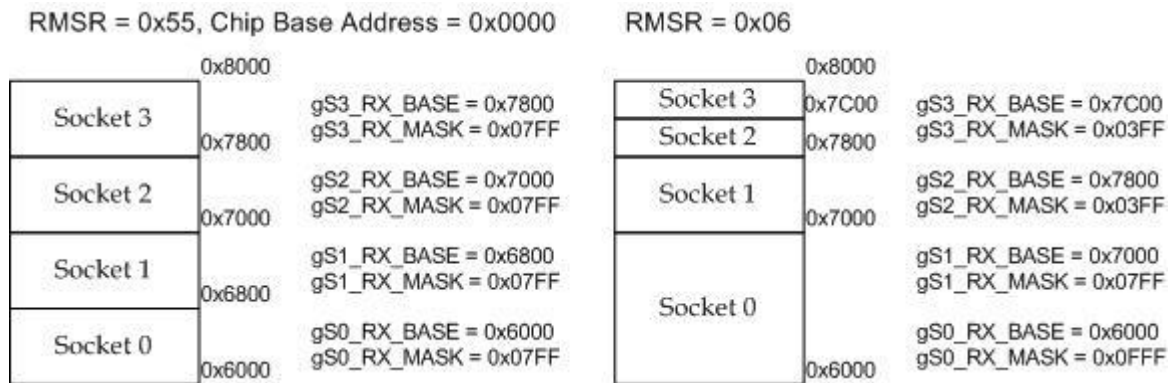 RMSR = 0x55, Chip Base Address = 0x0000
0x8000
Socket 3
gS3_RX_BASE = 0x7800
gS3_RX_MASK = 0x07FF
0x7800
Socket 2
gS2_RX_BASE = 0x7000
gS2_RX_MASK = 0x07FF
0x7000
Socket 1
gS1_RX_BASE = 0x6800
gS1_RX_MASK = 0x07FF
0x6800
Socket 0
gS0_RX_BASE = 0x6000
gS0_RX_MASK = 0x07FF
0x6000
RMSR = 0x06
0x8000
Socket 3
0x7C00
gS3_RX_BASE = 0x7C00
gS3_RX_MASK = 0x03FF
Socket 2
0x7800
Socket 1
gS2_RX_BASE = 0x7800
gS2_RX_MASK = 0x03FF
0x7000
Socket 0
gS1_RX_BASE = 0x7000
gS1_RX_MASK = 0x07FF
gS0_RX_BASE = 0x6000
gS0_RX_MASK = 0x0FFF
0x6000